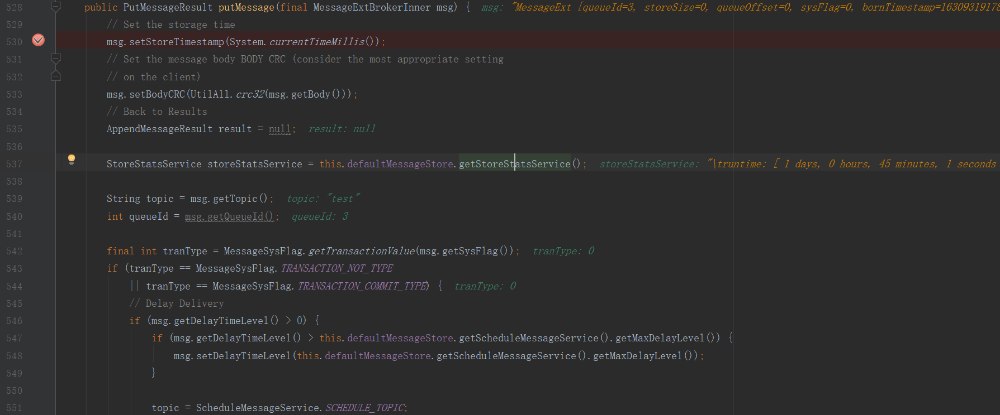 528 public PutMessageResult putMessage(final MessageExtBrokerInner msg) { msg: "MessageExt [queueId=3, storeSize=0, queueOffset=0, sysFlag=0, bornTimestamp=16309319178
529 // Set the storage time
530 msg.setStoreTimestamp(System.currentTimeMillis());
531 // Set the message body BODY CRC (consider the most appropriate setting
532 // on the client)
533 msg.setBodyCRC(UtilAll.crc32(msg.getBody()));
534 // Back to Results
535 AppendMessageResult result = null; result: null
536
537 StoreStatsService storeStatsService = this.defaultMessageStore.getStoreStatsService(); storeStatsService: "\truntime: [ 1 days, 0 hours, 45 minutes, 1 seconds
538
539 String topic = msg.getTopic(); topic: "test"
540 int queueId = msg.getQueueId(); queueId: 3
541
542 final int tranType = MessageSysFlag.getTransactionValue(msg.getSysFlag()); tranType: 0
543 if (tranType == MessageSysFlag.TRANSACTION_NOT_TYPE
544 || tranType == MessageSysFlag.TRANSACTION_COMMIT_TYPE) { tranType: 0
545 // Delay Delivery
546 if (msg.getDelayTimeLevel() > 0) {
547 if (msg.getDelayTimeLevel() > this.defaultMessageStore.getScheduleMessageService().getMaxDelayLevel()) {
548 msg.setDelayTimeLevel(this.defaultMessageStore.getScheduleMessageService().getMaxDelayLevel());
549 }
550
551 topic = ScheduleMessageService.SCHEDULE_TOPIC;